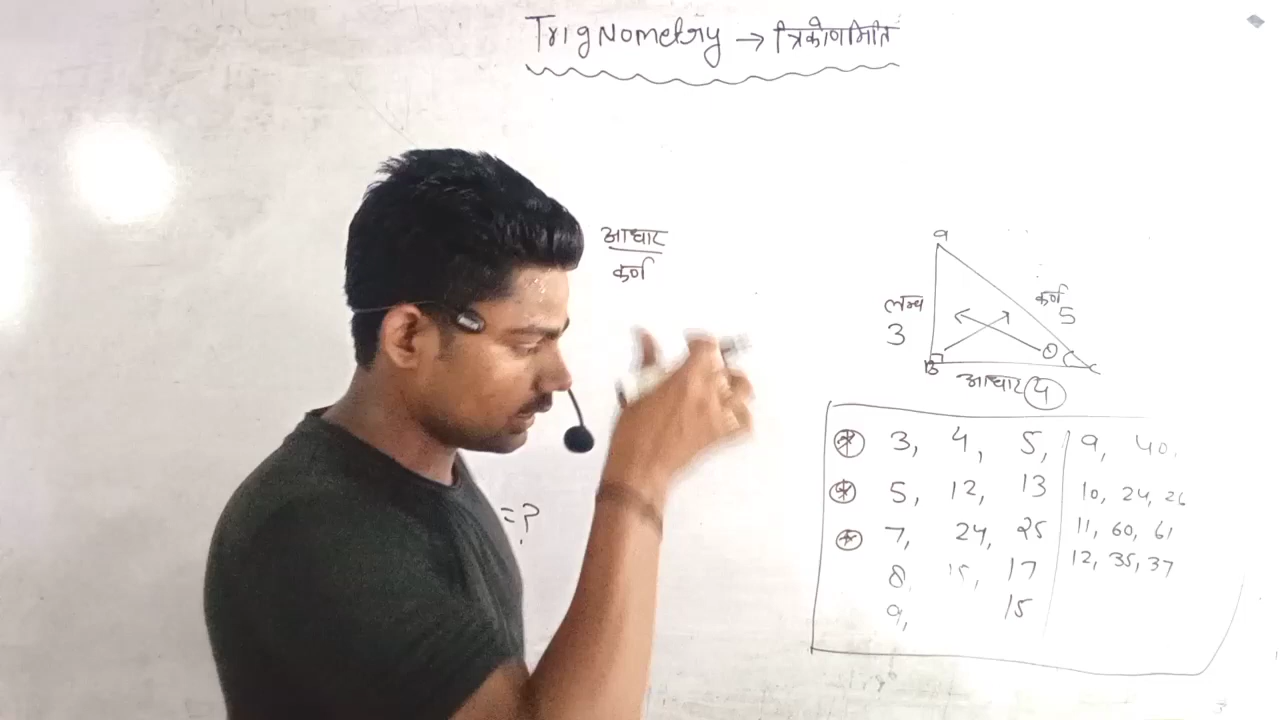 TrigNometry → त्रिकोणमिति
आधार
कर्ण
A
लम्ब
3
कर्ण
5
θ
B
C
आधार 4
3, 4, 5,
5, 12, 13
7, 24, 25
8, 15, 17
9, 15
9, 40,
10, 24, 26
11, 60, 61
12, 35, 37
=?